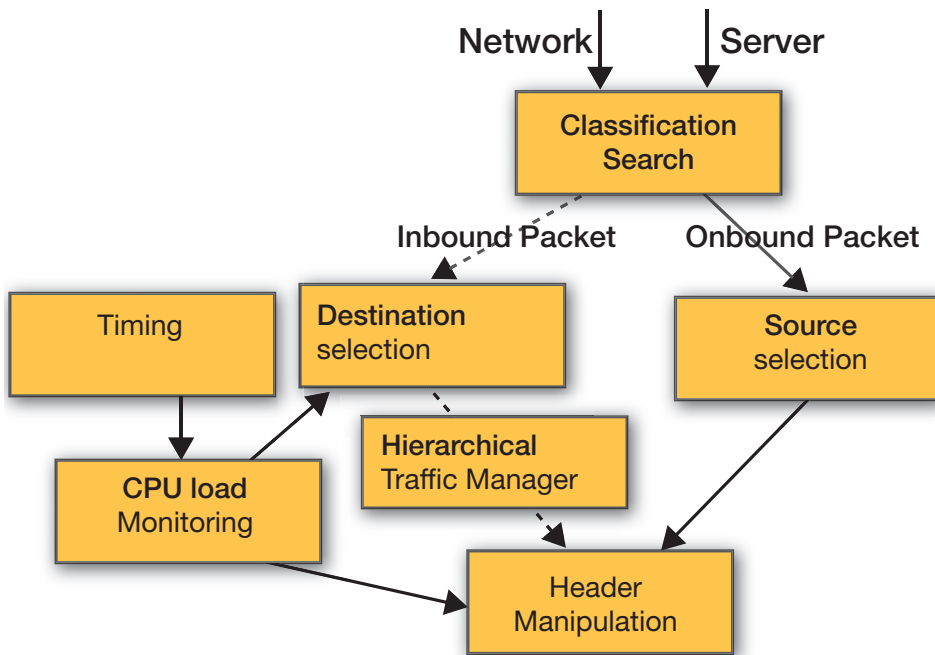 Network
Server
Classification
Search
Inbound Packet
Onbound Packet
Timing
Destination
selection
Source
selection
Hierarchical
Traffic Manager
CPU load
Monitoring
Header
Manipulation